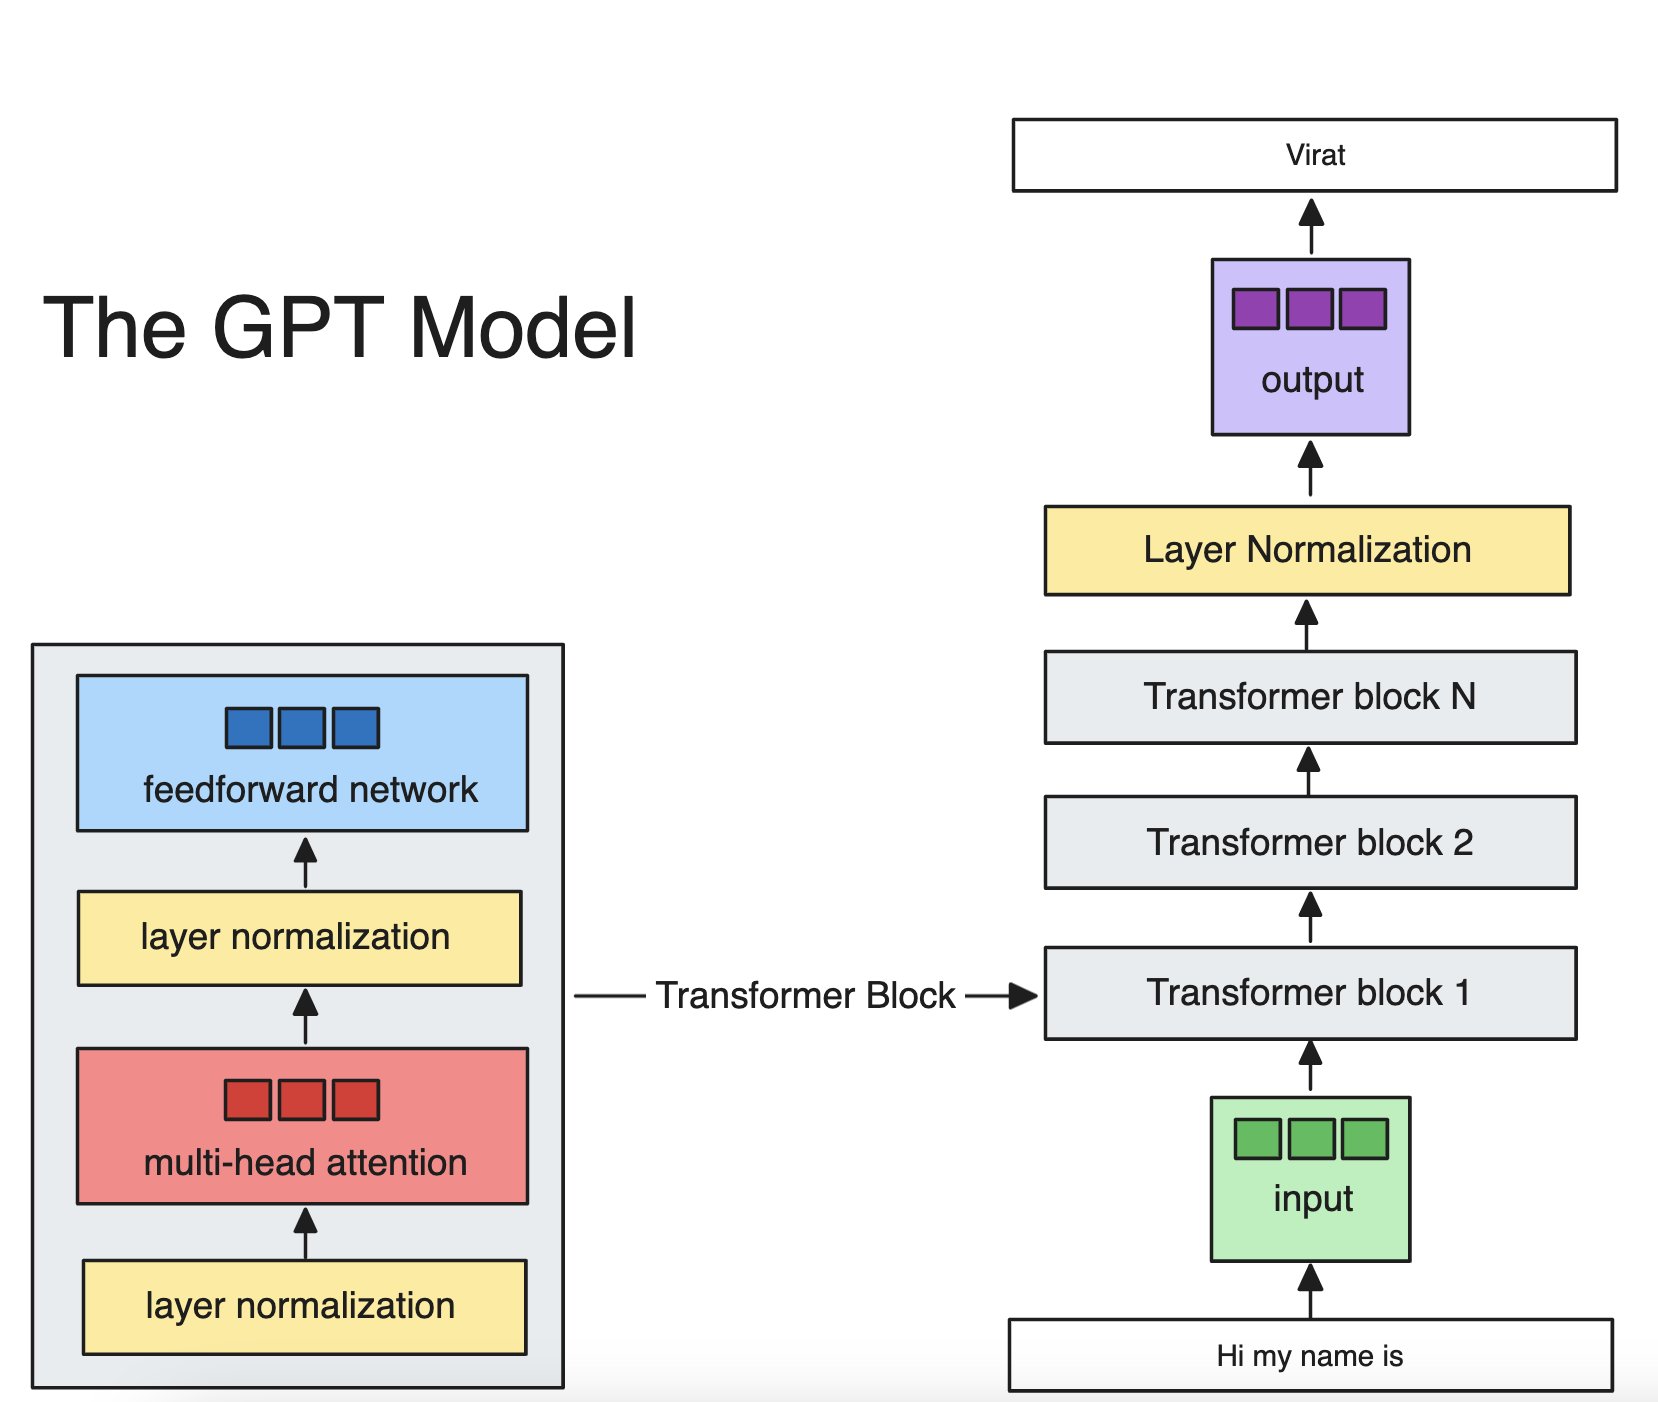 The GPT Model
feedforward network
layer normalization
multi-head attention
layer normalization
Transformer Block
Virat
output
Layer Normalization
Transformer block N
Transformer block 2
Transformer block 1
input
Hi my name is